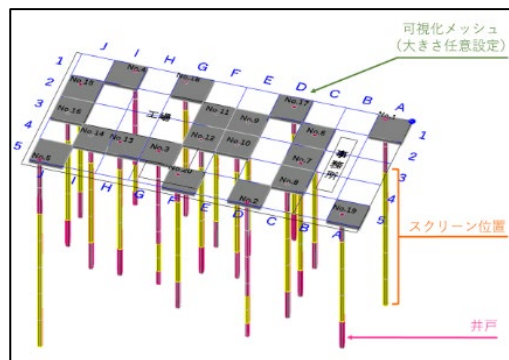 可視化メッシュ
(大きさ任意設定)
J I H G F E D C B A
1
2
3
4
5
No.4
No.18
No.17
No.15
No.16
No.11
No.9
No.6
No.14
No.13
No.3
No.12
No.10
No.7
No.8
No.5
No.20
No.2
No.19
工場
事務所
1
2
3
4
5
J I H G F E D C B A
スクリーン位置
井戸